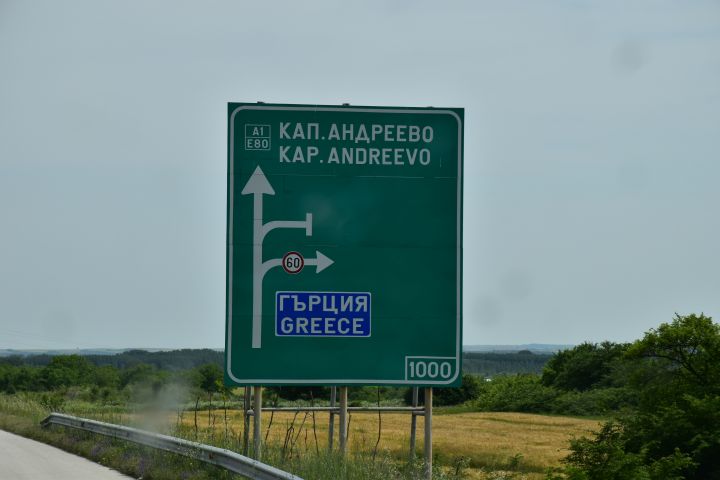 A1
E80
КАП.АНДРЕЕВО
KAP. ANDREEVO
60
ГЪРЦИЯ
GREECE
1000